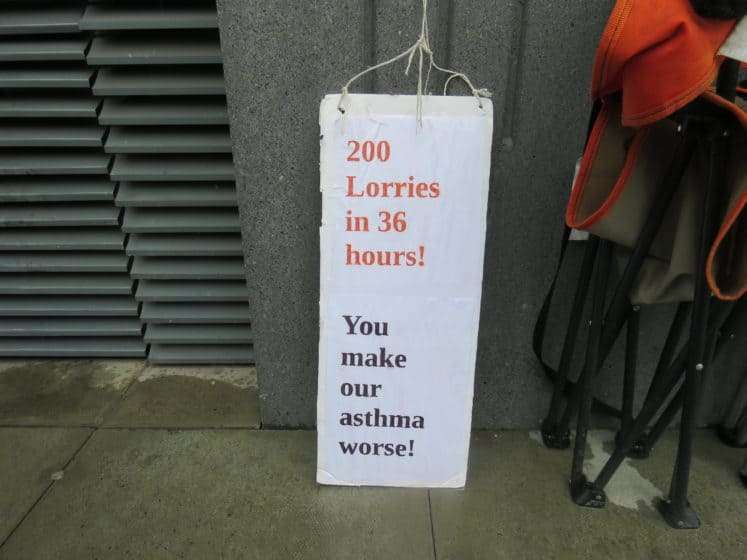 200
Lorries
in 36
hours!
You
make
our
asthma
worse!